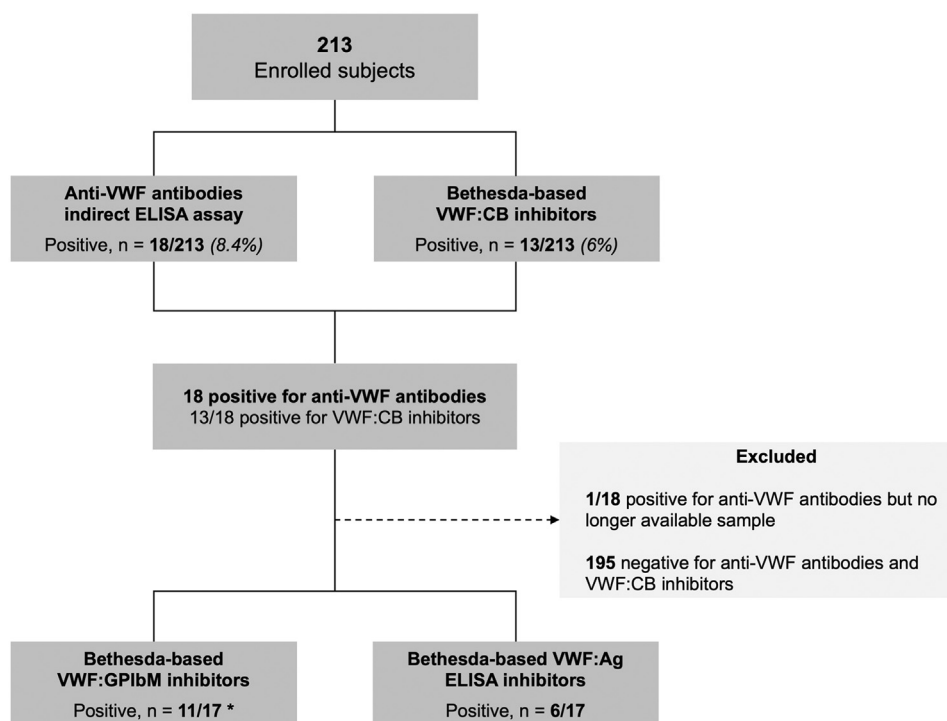 213
Enrolled subjects
Anti-VWF antibodies
indirect ELISA assay
Positive, n = 18/213 (8.4%)
Bethesda-based
VWF:CB inhibitors
Positive, n = 13/213 (6%)
18 positive for anti-VWF antibodies
13/18 positive for VWF:CB inhibitors
Excluded
1/18 positive for anti-VWF antibodies but no
longer available sample
195 negative for anti-VWF antibodies and
VWF:CB inhibitors
Bethesda-based
VWF:GPIbM inhibitors
Positive, n = 11/17 *
Bethesda-based VWF:Ag
ELISA inhibitors
Positive, n = 6/17